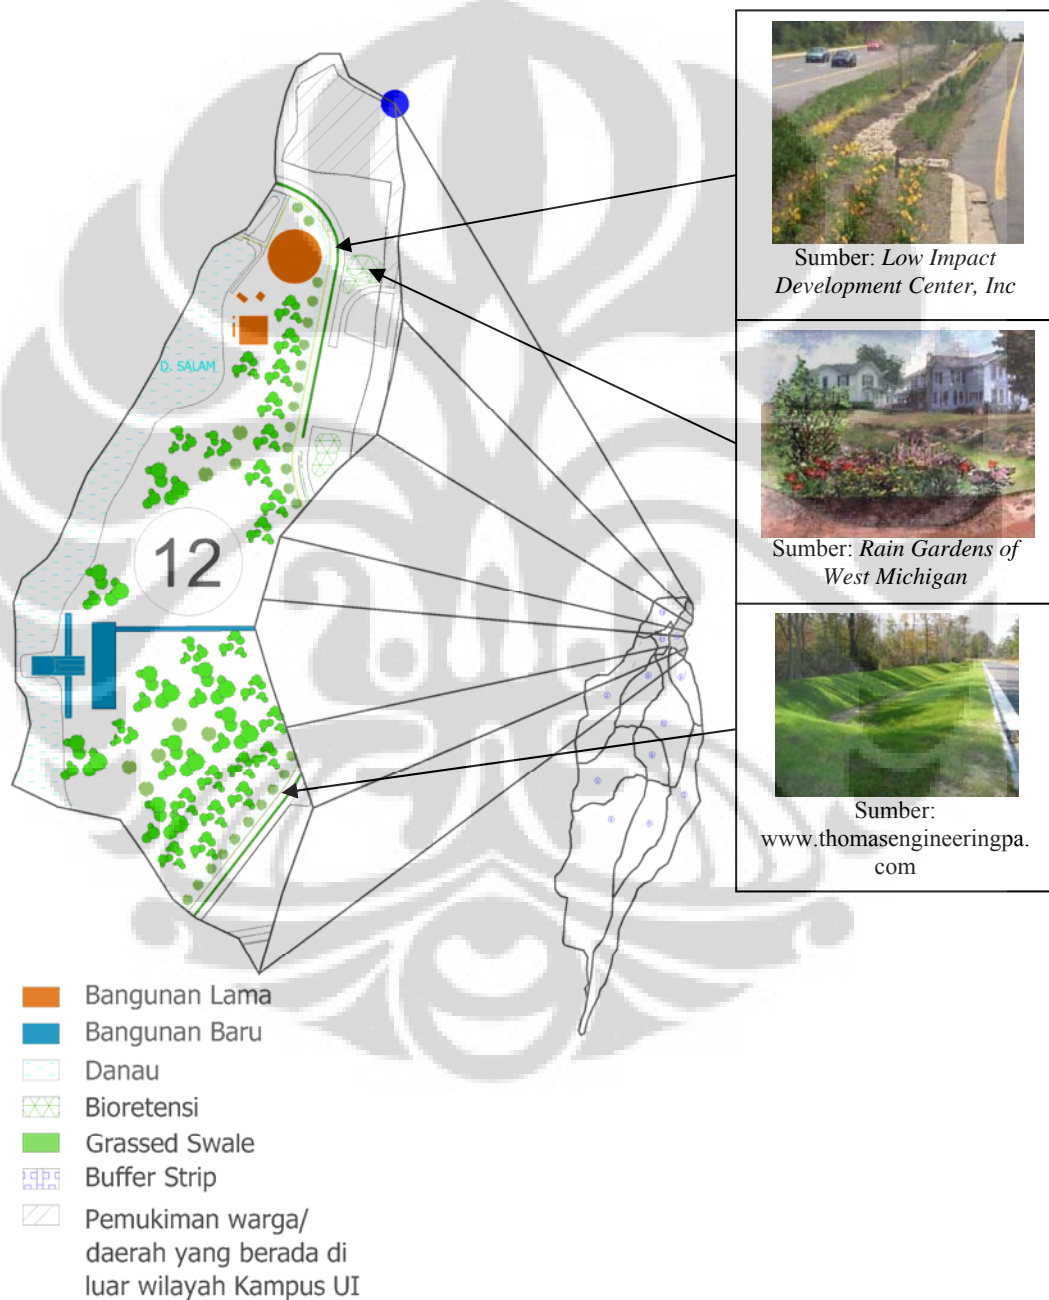 Sumber: Low Impact
Development Center, Inc
D. SALAM
Sumber: Rain Gardens of
West Michigan
12
Sumber:
www.thomasengineeringpa.
com
Bangunan Lama
Bangunan Baru
Danau
Bioretensi
Grassed Swale
Buffer Strip
Pemukiman warga/
daerah yang berada di
luar wilayah Kampus UI